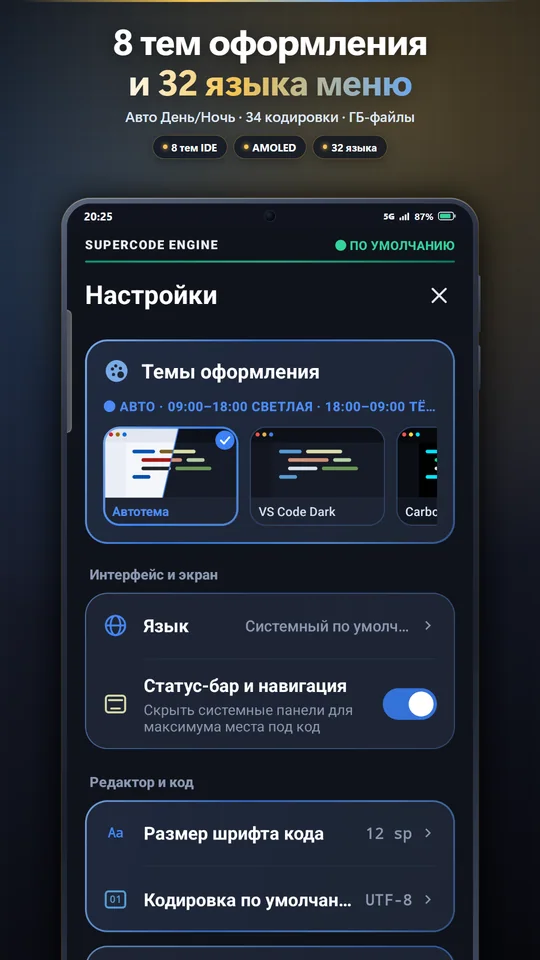 8 тем оформления
и 32 языка меню
Авто День/Ночь · 34 кодировки · ГБ-файлы
8 тем IDE
AMOLED
32 языка
20:25
5G
87%
SUPERCODE ENGINE
ПО УМОЛЧАНИЮ
Настройки
Темы оформления
АВТО · 09:00–18:00 СВЕТЛАЯ · 18:00–09:00 ТЁ…
Автотема
VS Code Dark
Carbo
Интерфейс и экран
Язык
Системный по умолч…
Статус-бар и навигация
Скрыть системные панели для
максимума места под код
Редактор и код
Aa
Размер шрифта кода
12 sp
01
Кодировка по умолчан…
UTF-8